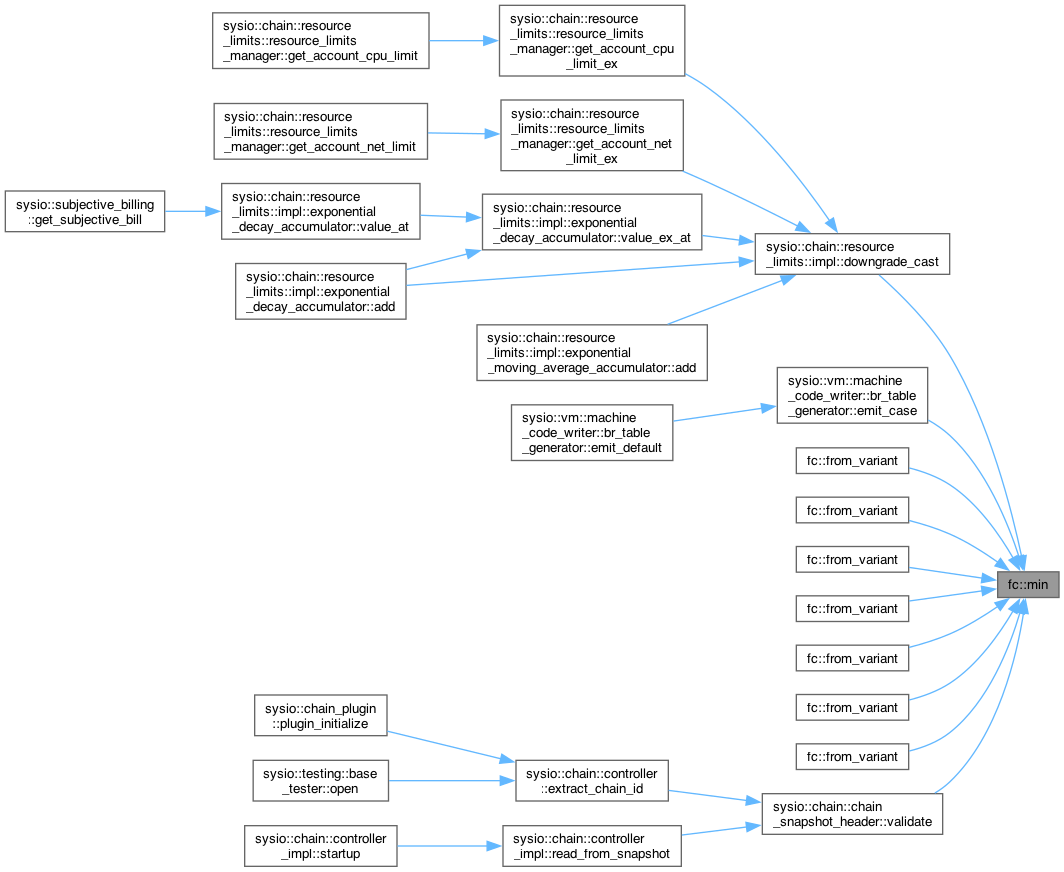 sysio::chain::resource
_limits::resource_limits
_manager::get_account_cpu_limit
sysio::chain::resource
_limits::resource_limits
_manager::get_account_cpu
_limit_ex
sysio::chain::resource
_limits::resource_limits
_manager::get_account_net_limit
sysio::chain::resource
_limits::resource_limits
_manager::get_account_net
_limit_ex
sysio::subjective_billing
::get_subjective_bill
sysio::chain::resource
_limits::impl::exponential
_decay_accumulator::value_at
sysio::chain::resource
_limits::impl::exponential
_decay_accumulator::value_ex_at
sysio::chain::resource
_limits::impl::downgrade_cast
sysio::chain::resource
_limits::impl::exponential
_decay_accumulator::add
sysio::chain::resource
_limits::impl::exponential
_moving_average_accumulator::add
sysio::vm::machine
_code_writer::br_table
_generator::emit_case
sysio::vm::machine
_code_writer::br_table
_generator::emit_default
fc::from_variant
fc::from_variant
fc::from_variant
fc::min
fc::from_variant
fc::from_variant
fc::from_variant
fc::from_variant
sysio::chain_plugin
::plugin_initialize
sysio::testing::base
_tester::open
sysio::chain::controller
::extract_chain_id
sysio::chain::chain
_snapshot_header::validate
sysio::chain::controller
_impl::startup
sysio::chain::controller
_impl::read_from_snapshot